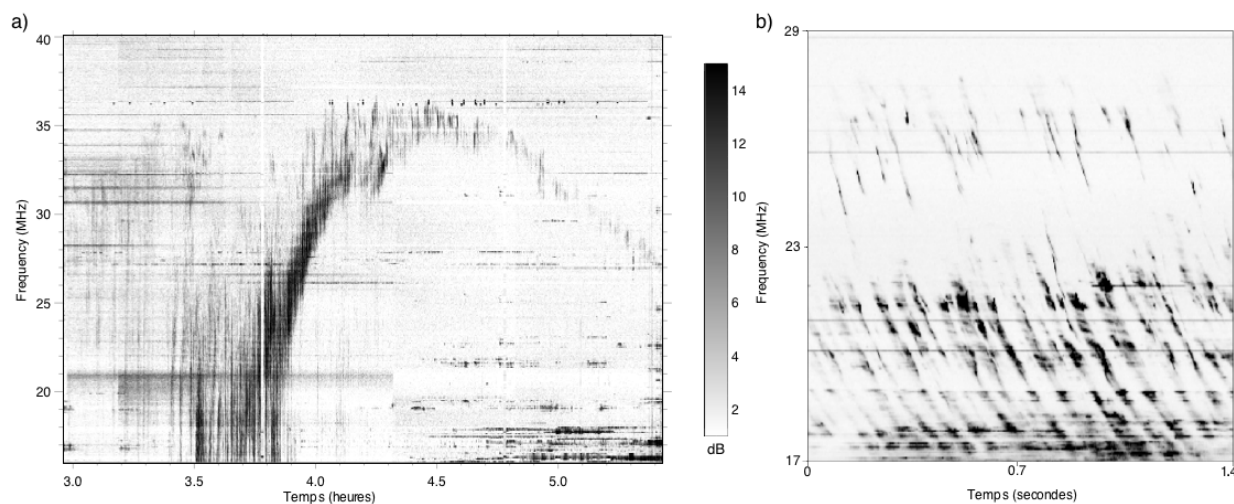 a)
40
35
30
25
20
Frequency (MHz)
3.0 3.5 4.0 4.5 5.0
Temps (heures)
14
12
10
8
6
4
2
dB
b)
29
23
17
Frequency (MHz)
0 0.7 1.4
Temps (secondes)